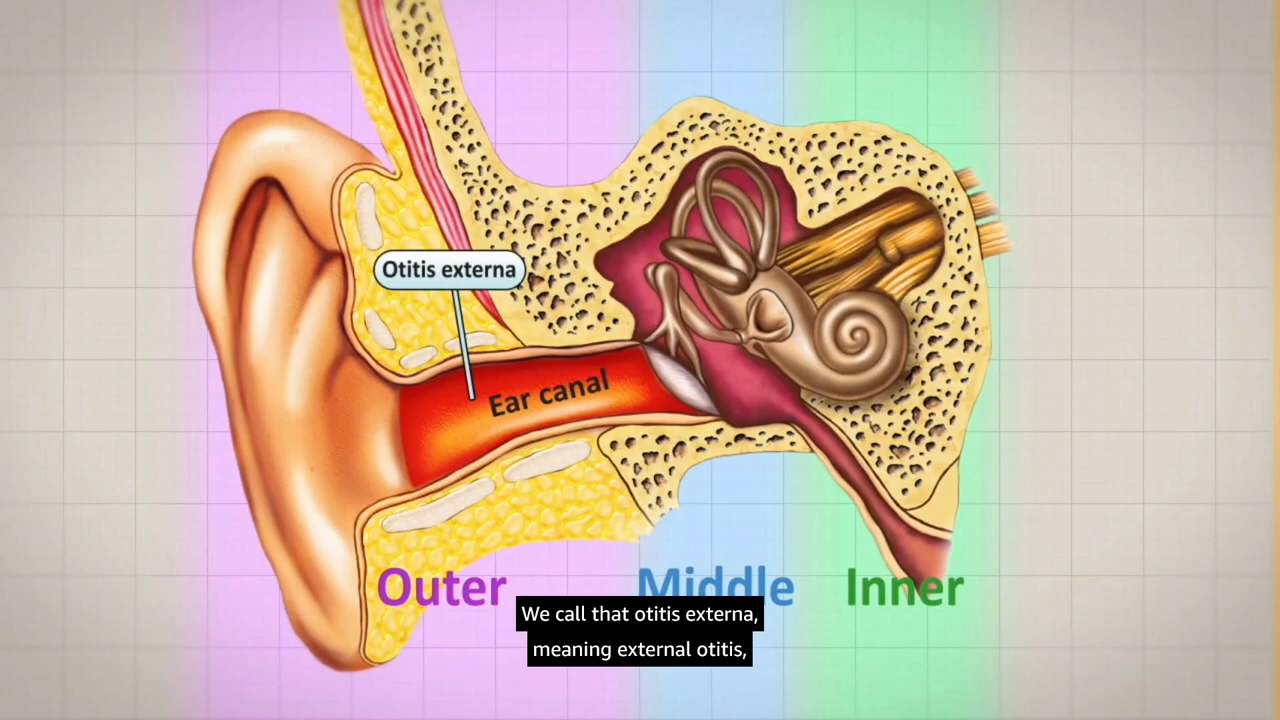 Otitis externa
Ear canal
Outer Middle Inner
We call that otitis externa,
meaning external otitis,